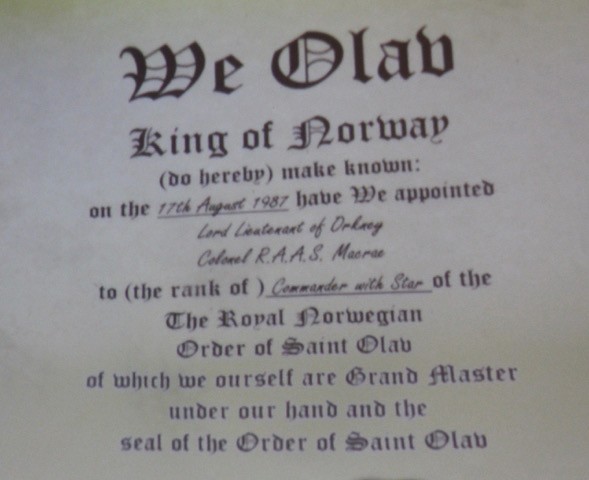 We Olav
King of Norway
(do hereby) make known:
on the 17th August 1987 have We appointed
Lord Lieutenant of Orkney
Colonel R.A.A.S. Macrae
to (the rank of ) Commander with Star of the
The Royal Norwegian
Order of Saint Olav
of which we ourself are Grand Master
under our hand and the
seal of the Order of Saint Olav